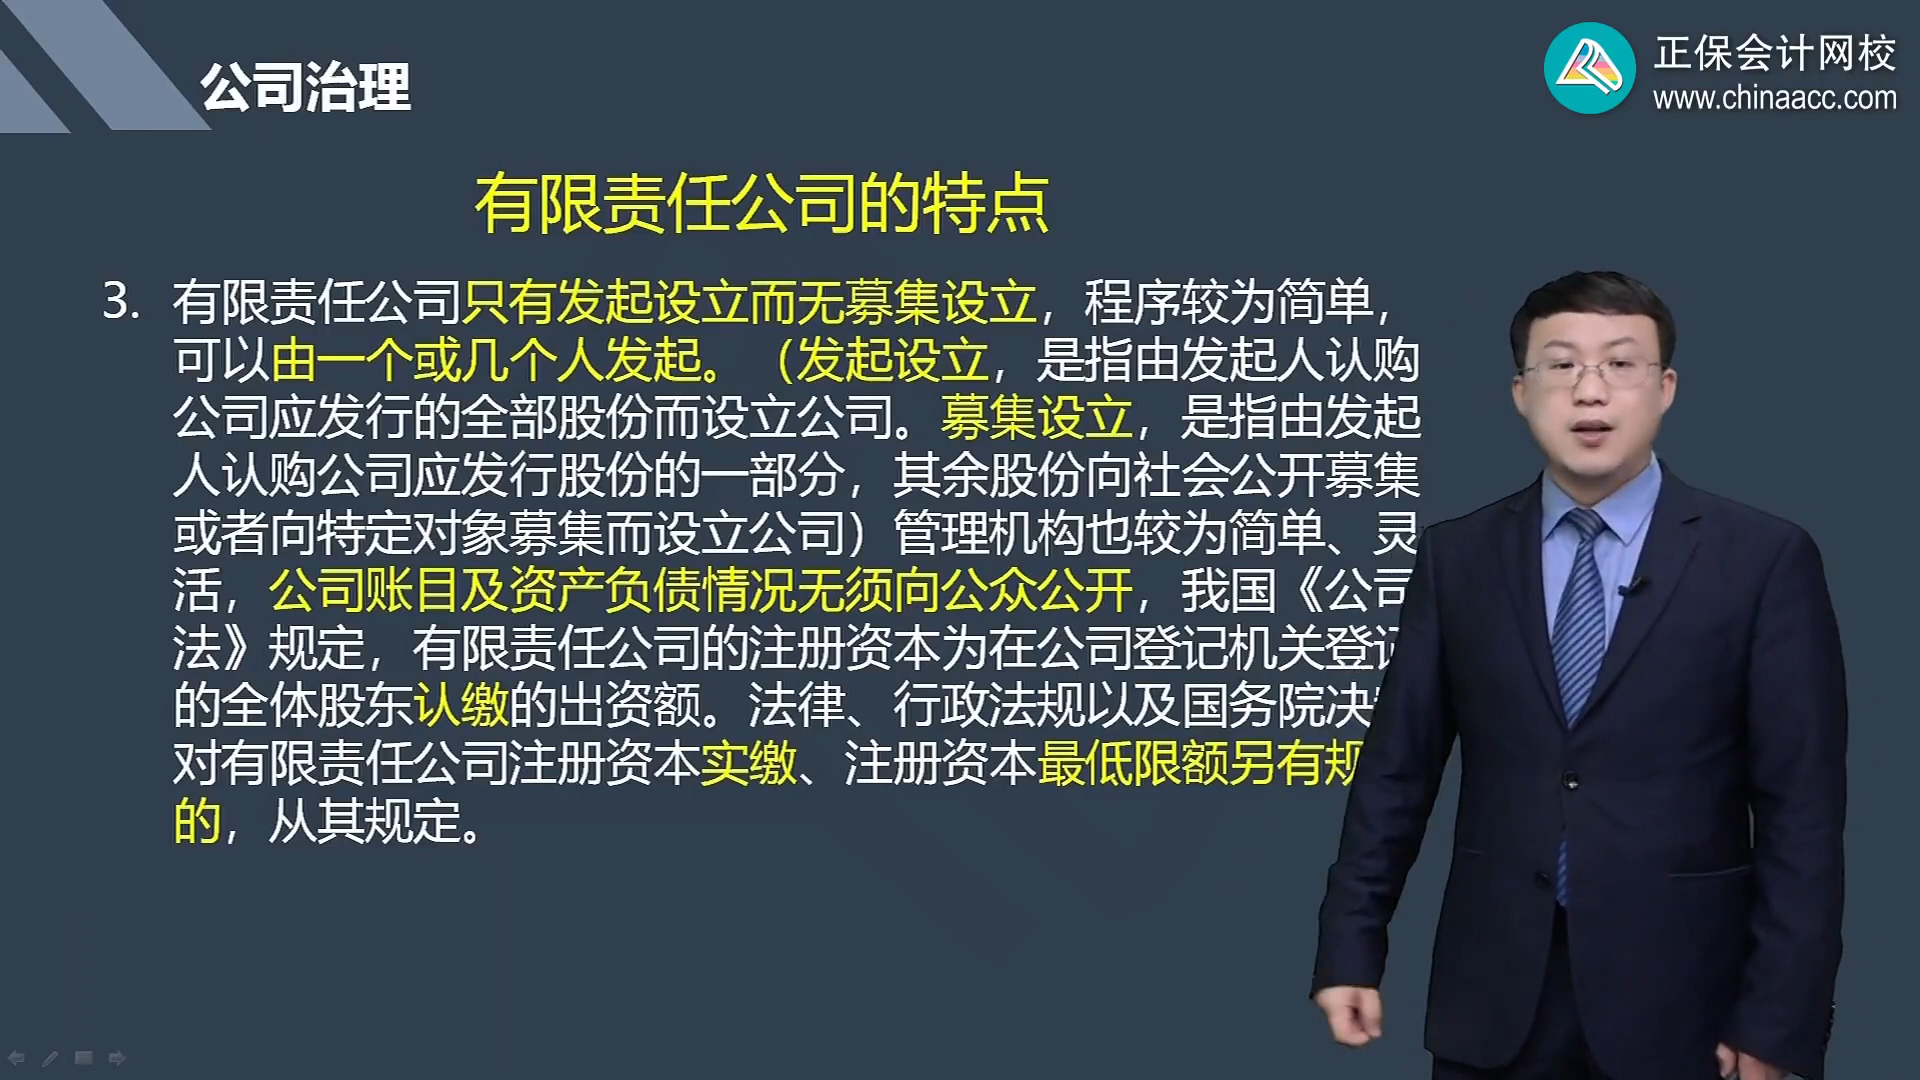 公司治理
正保会计网校
www.chinaacc.com
有限责任公司的特点
3. 有限责任公司只有发起设立而无募集设立，程序较为简单，
可以由一个或几个人发起。（发起设立，是指由发起人认购
公司应发行的全部股份而设立公司。募集设立，是指由发起
人认购公司应发行股份的一部分，其余股份向社会公开募集
或者向特定对象募集而设立公司）管理机构也较为简单、灵
活，公司账目及资产负债情况无须向公众公开，我国《公司
法》规定，有限责任公司的注册资本为在公司登记机关登记
的全体股东认缴的出资额。法律、行政法规以及国务院决
对有限责任公司注册资本实缴、注册资本最低限额另有规
的，从其规定。